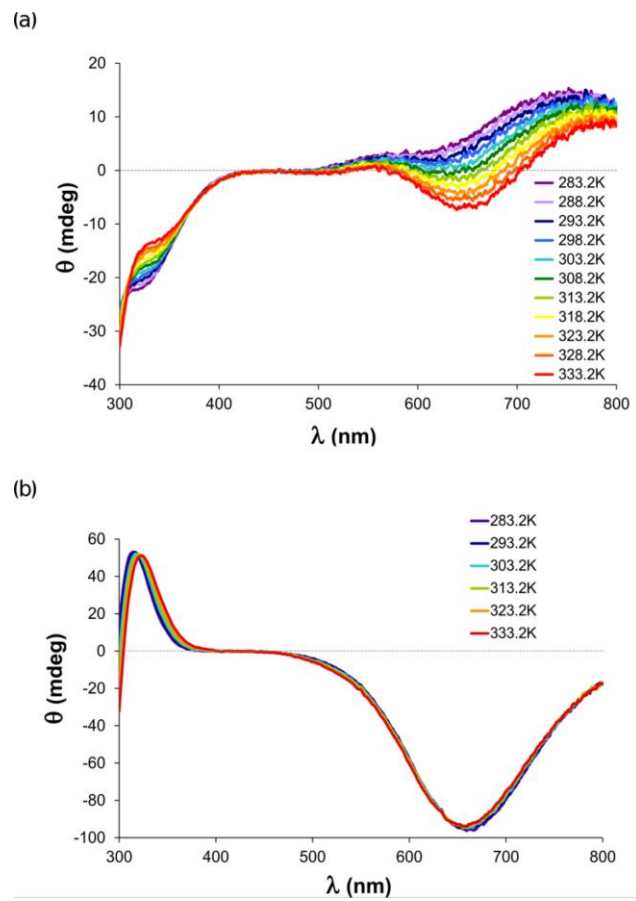 (a)
20
10
0
-10
-20
-30
-40
θ (mdeg)
283.2K
288.2K
293.2K
298.2K
303.2K
308.2K
313.2K
318.2K
323.2K
328.2K
333.2K
300 400 500 600 700 800
λ (nm)
(b)
60
40
20
0
-20
-40
-60
-80
-100
θ (mdeg)
283.2K
293.2K
303.2K
313.2K
323.2K
333.2K
300 400 500 600 700 800
λ (nm)